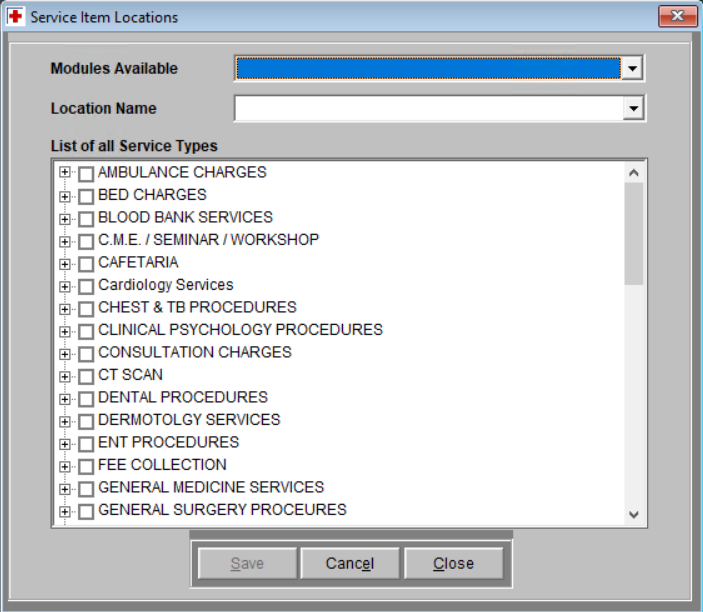 Service Item Locations
Modules Available
Location Name
List of all Service Types
AMBULANCE CHARGES
BED CHARGES
BLOOD BANK SERVICES
C.M.E. / SEMINAR / WORKSHOP
CAFETARIA
Cardiology Services
CHEST & TB PROCEDURES
CLINICAL PSYCHOLOGY PROCEDURES
CONSULTATION CHARGES
CT SCAN
DENTAL PROCEDURES
DERMOTOLGY SERVICES
ENT PROCEDURES
FEE COLLECTION
GENERAL MEDICINE SERVICES
GENERAL SURGERY PROCEURES
Save Cancel Close